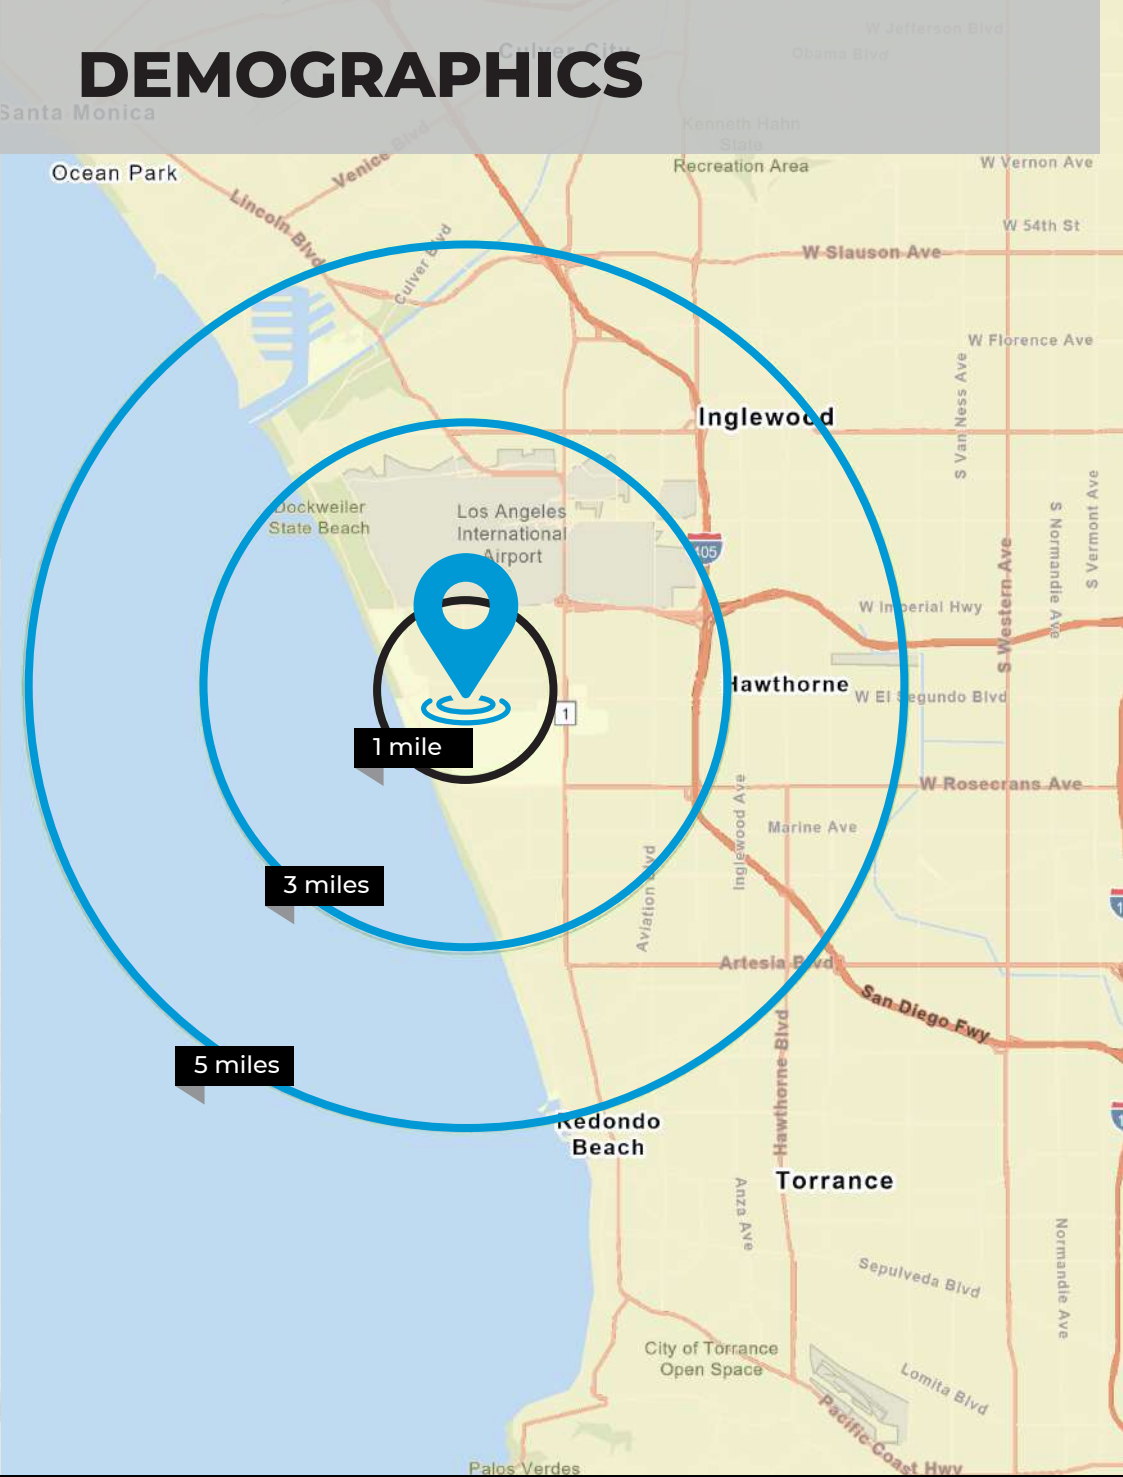 W Jefferson Blvd
Culver City
Obama Blvd
DEMOGRAPHICS
Santa Monica
Kenneth Hahn
State
Recreation Area
Venice Blvd
W Vernon Ave
Ocean Park
Lincoln Blvd
W 54th St
Culver Blvd
W Slauson Ave
W Florence Ave
S Van Ness Ave
Inglewood
Dockweiler
State Beach
Los Angeles
International
Airport
405
S Normandie Ave
S Vermont Ave
S Western Ave
W Imperial Hwy
Hawthorne
W El Segundo Blvd
1
1 mile
W Rosecrans Ave
Inglewood Ave
Marine Ave
3 miles
Aviation Blvd
Artesia Blvd
San Diego Fwy
Hawthorne Blvd
5 miles
Redondo
Beach
Torrance
Anza Ave
Normandie Ave
Sepulveda Blvd
City of Torrance
Open Space
Lomita Blvd
Pacific Coast Hwy
Palos Verdes